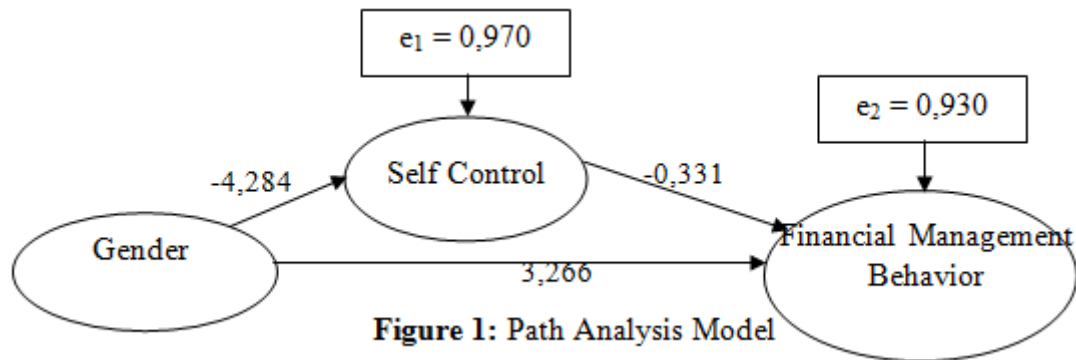 e₁ = 0,970
e₂ = 0,930
-4,284
Self Control
-0,331
Gender
Financial Management
Behavior
3,266
Figure 1: Path Analysis Model